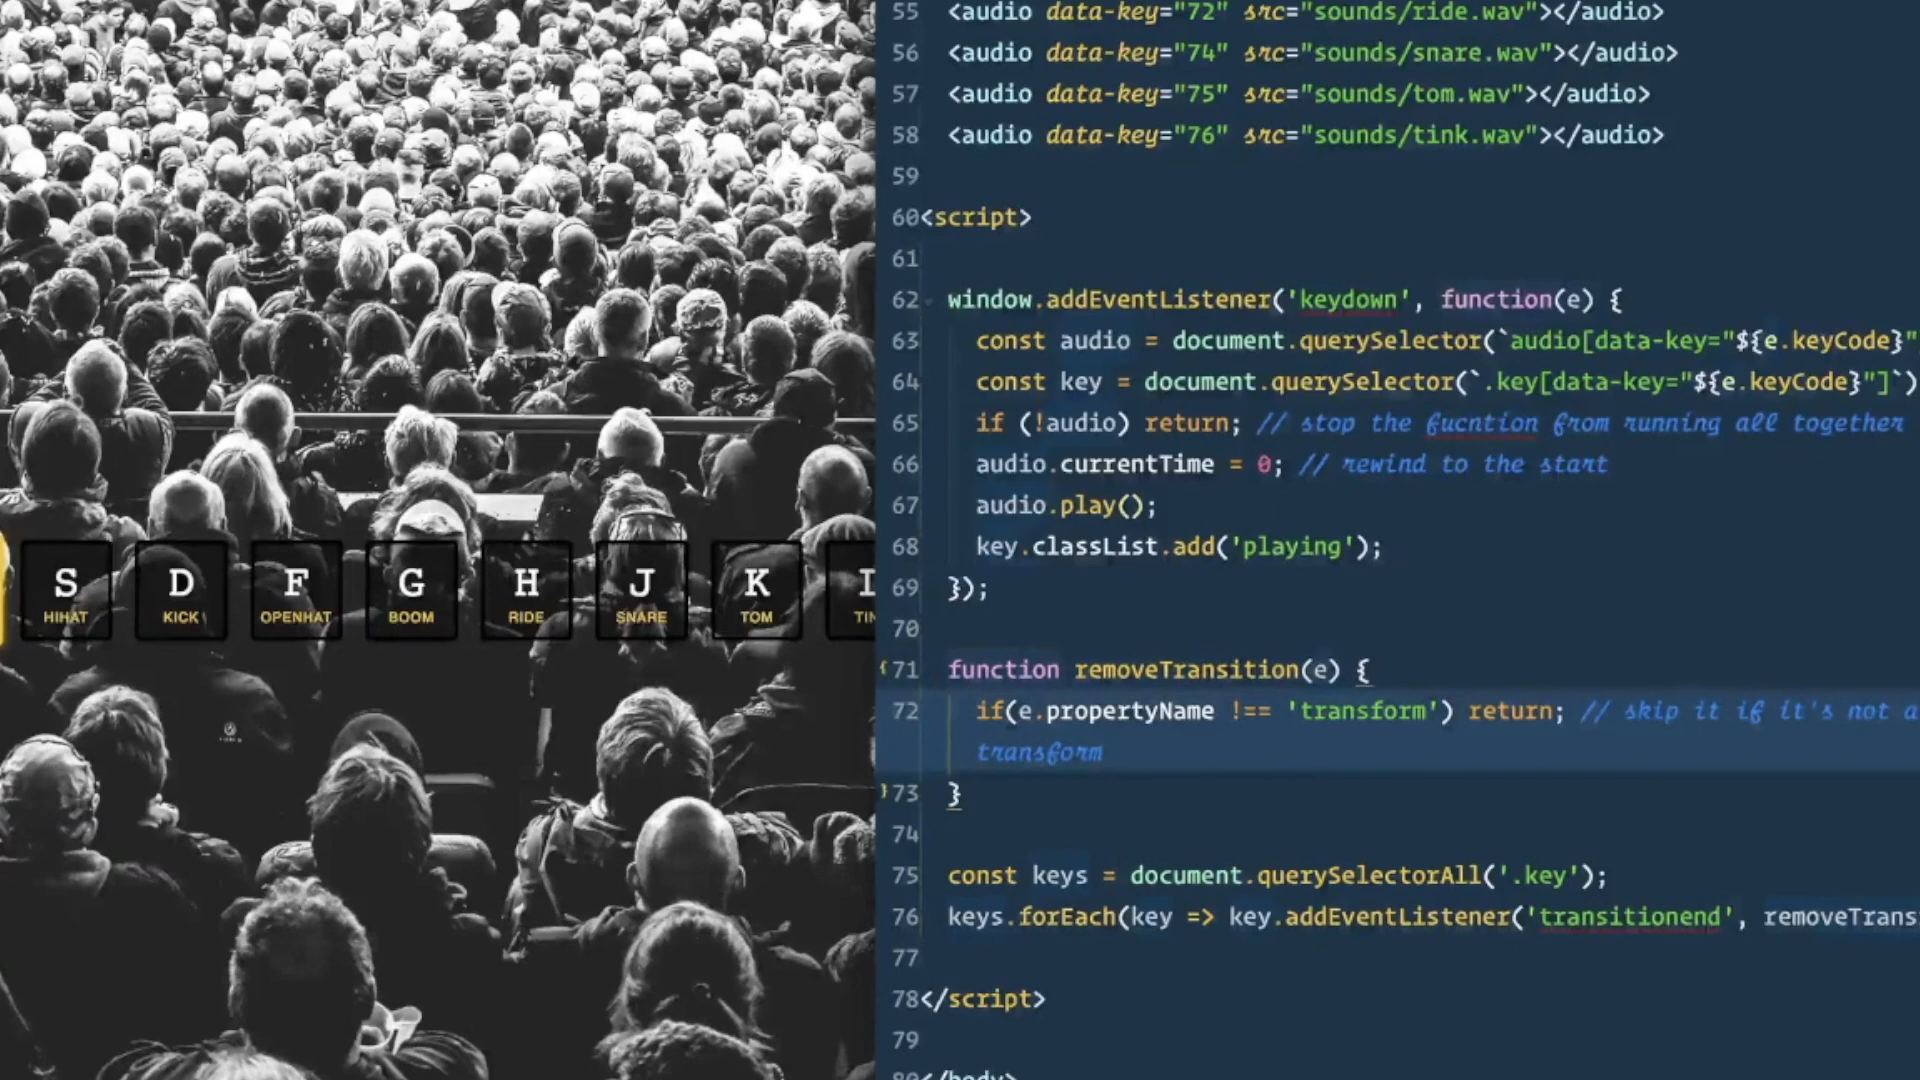 S
HIHAT
D
KICK
F
OPENHAT
G
BOOM
H
RIDE
J
SNARE
K
TOM
55 <audio data-key="72" src="sounds/ride.wav"></audio>
56 <audio data-key="74" src="sounds/snare.wav"></audio>
57 <audio data-key="75" src="sounds/tom.wav"></audio>
58 <audio data-key="76" src="sounds/tink.wav"></audio>
59
60 <script>
61
62 window.addEventListener('keydown', function(e) {
63 const audio = document.querySelector(`audio[data-key="${e.keyCode}"
64 const key = document.querySelector(`.key[data-key="${e.keyCode}"]`)
65 if (!audio) return; // stop the fucntion from running all together
66 audio.currentTime = 0; // rewind to the start
67 audio.play();
68 key.classList.add('playing');
69 });
70
71 function removeTransition(e) {
72 if(e.propertyName !== 'transform') return; // skip it if it's not a
transform
73 }
74
75 const keys = document.querySelectorAll('.key');
76 keys.forEach(key => key.addEventListener('transitionend', removeTrans
77
78 </script>
79